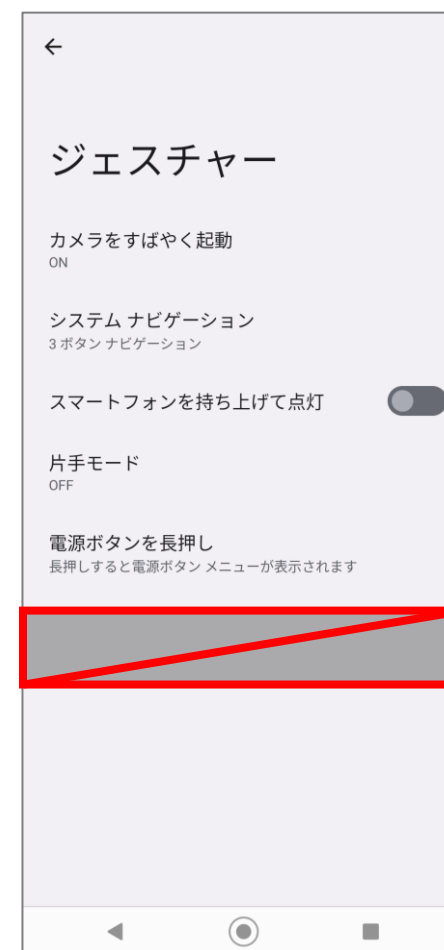 ジェスチャー
カメラをすばやく起動
ON
システム ナビゲーション
3 ボタン ナビゲーション
スマートフォンを持ち上げて点灯
片手モード
OFF
電源ボタンを長押し
長押しすると電源ボタン メニューが表示されます